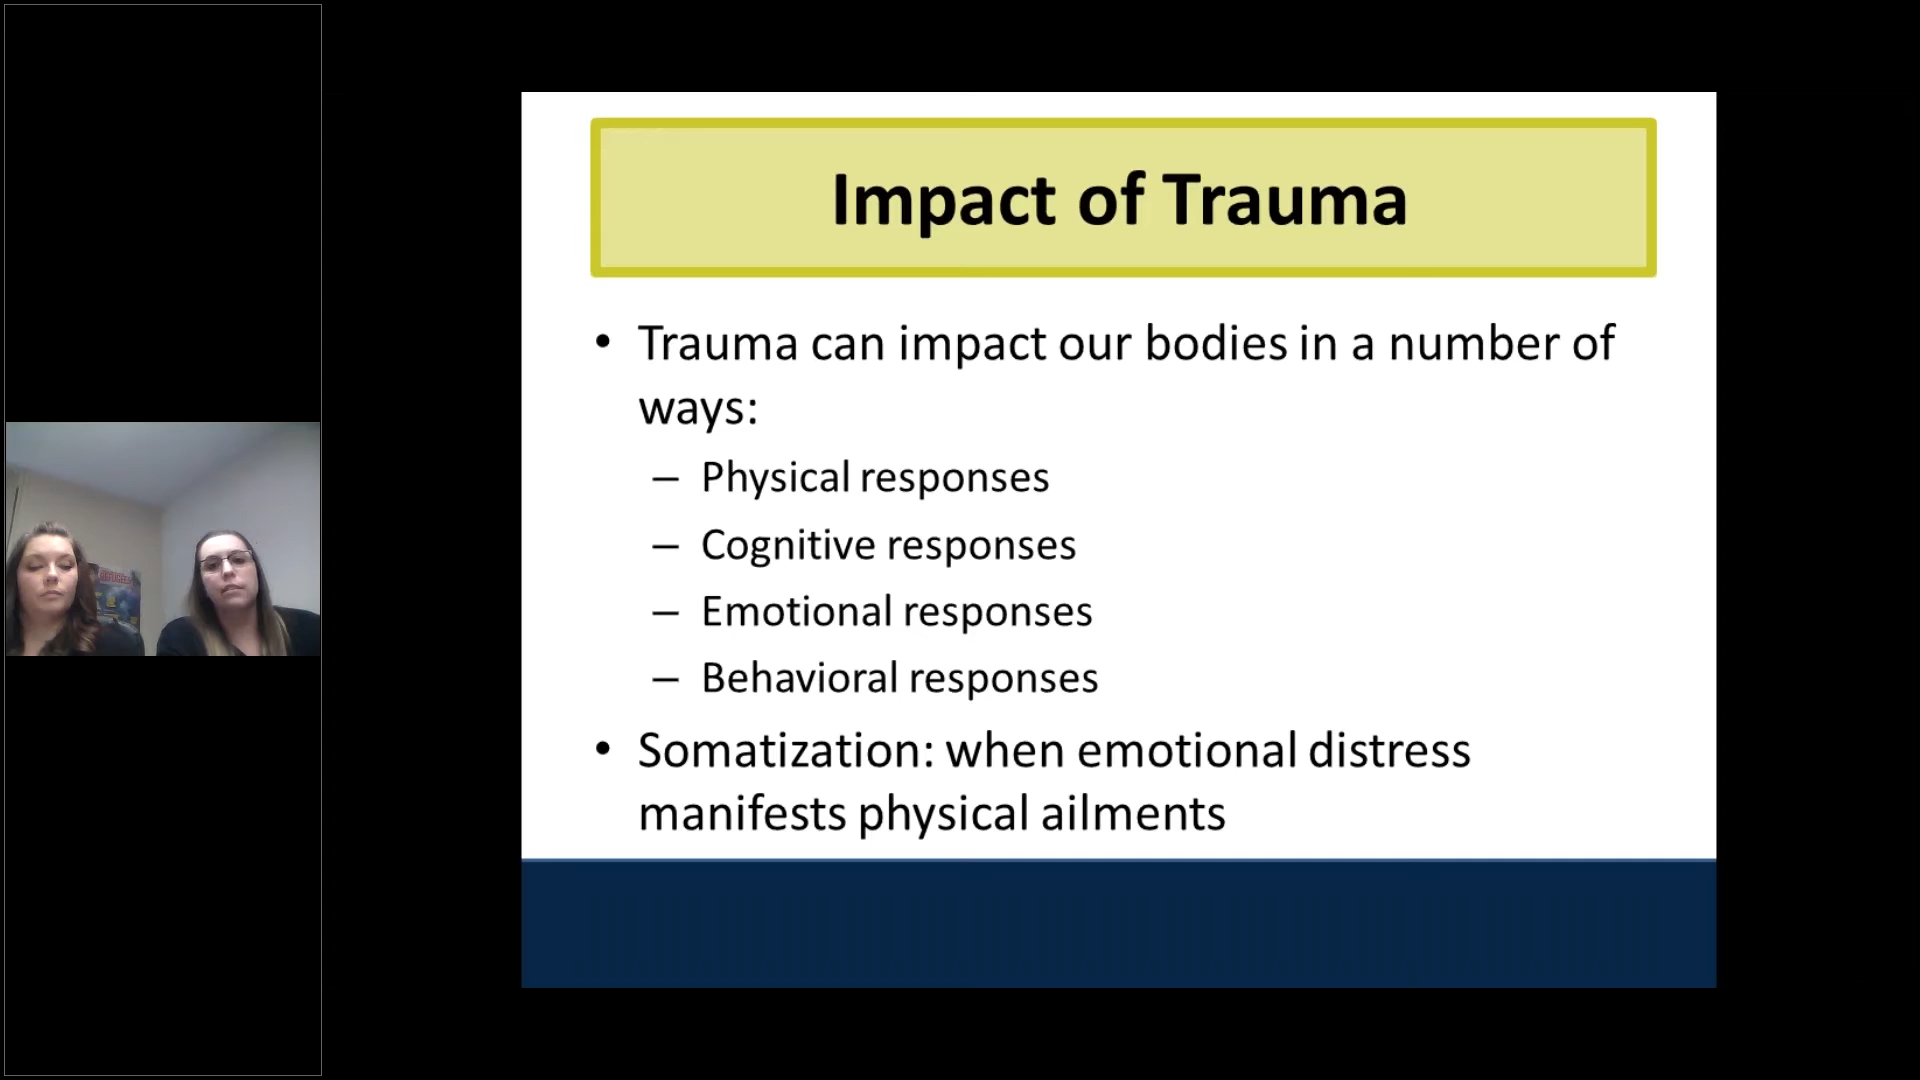 Impact of Trauma
• Trauma can impact our bodies in a number of
ways:
– Physical responses
– Cognitive responses
– Emotional responses
– Behavioral responses
• Somatization: when emotional distress
manifests physical ailments